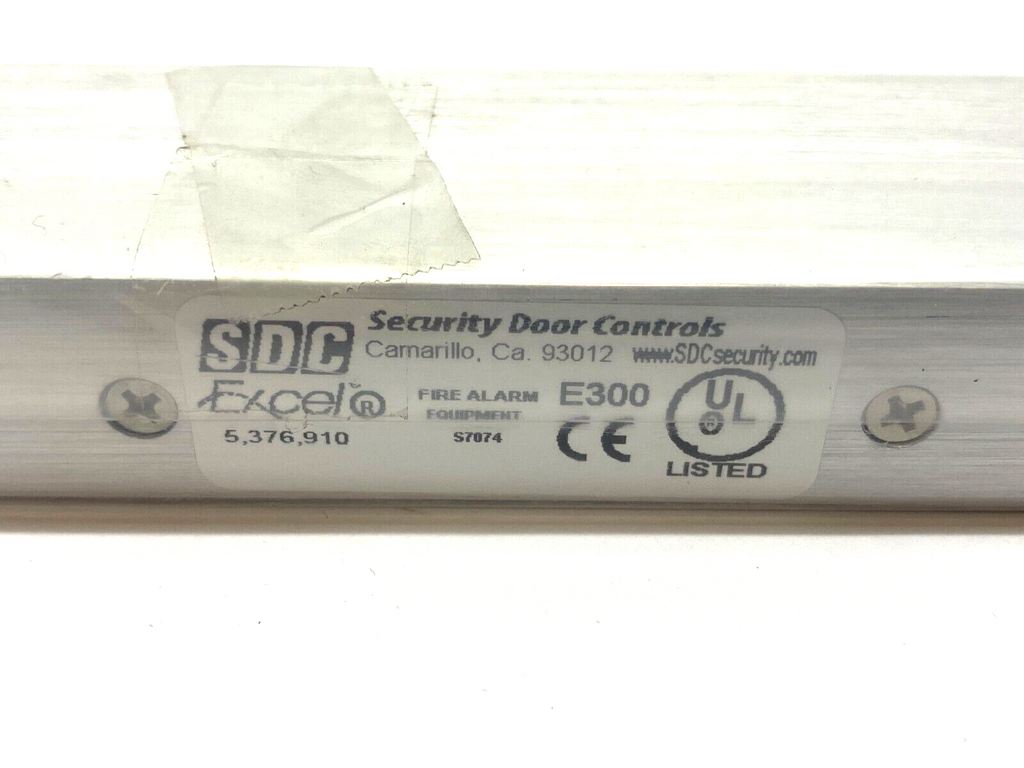 SDC Security Door Controls
Camarillo, Ca. 93012 www.SDCsecurity.com
Excel® FIRE ALARM EQUIPMENT E300 UL®
5,376,910 S7074 CE LISTED